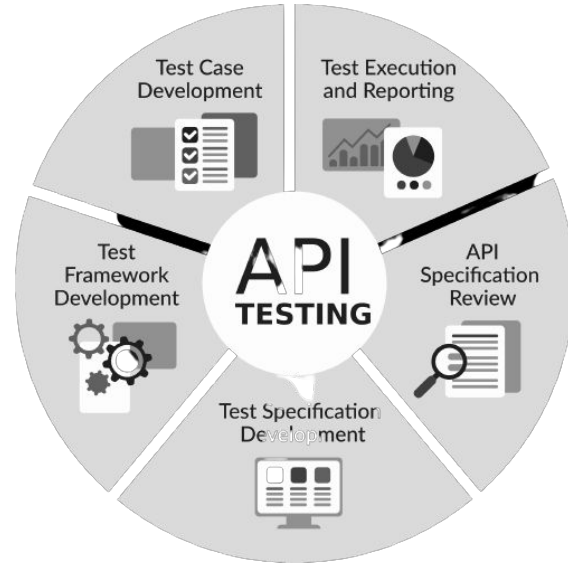 Test Case
Development
Test Execution
and Reporting
Test
Framework
Development
API
TESTING
API
Specification
Review
Test Specification
Development